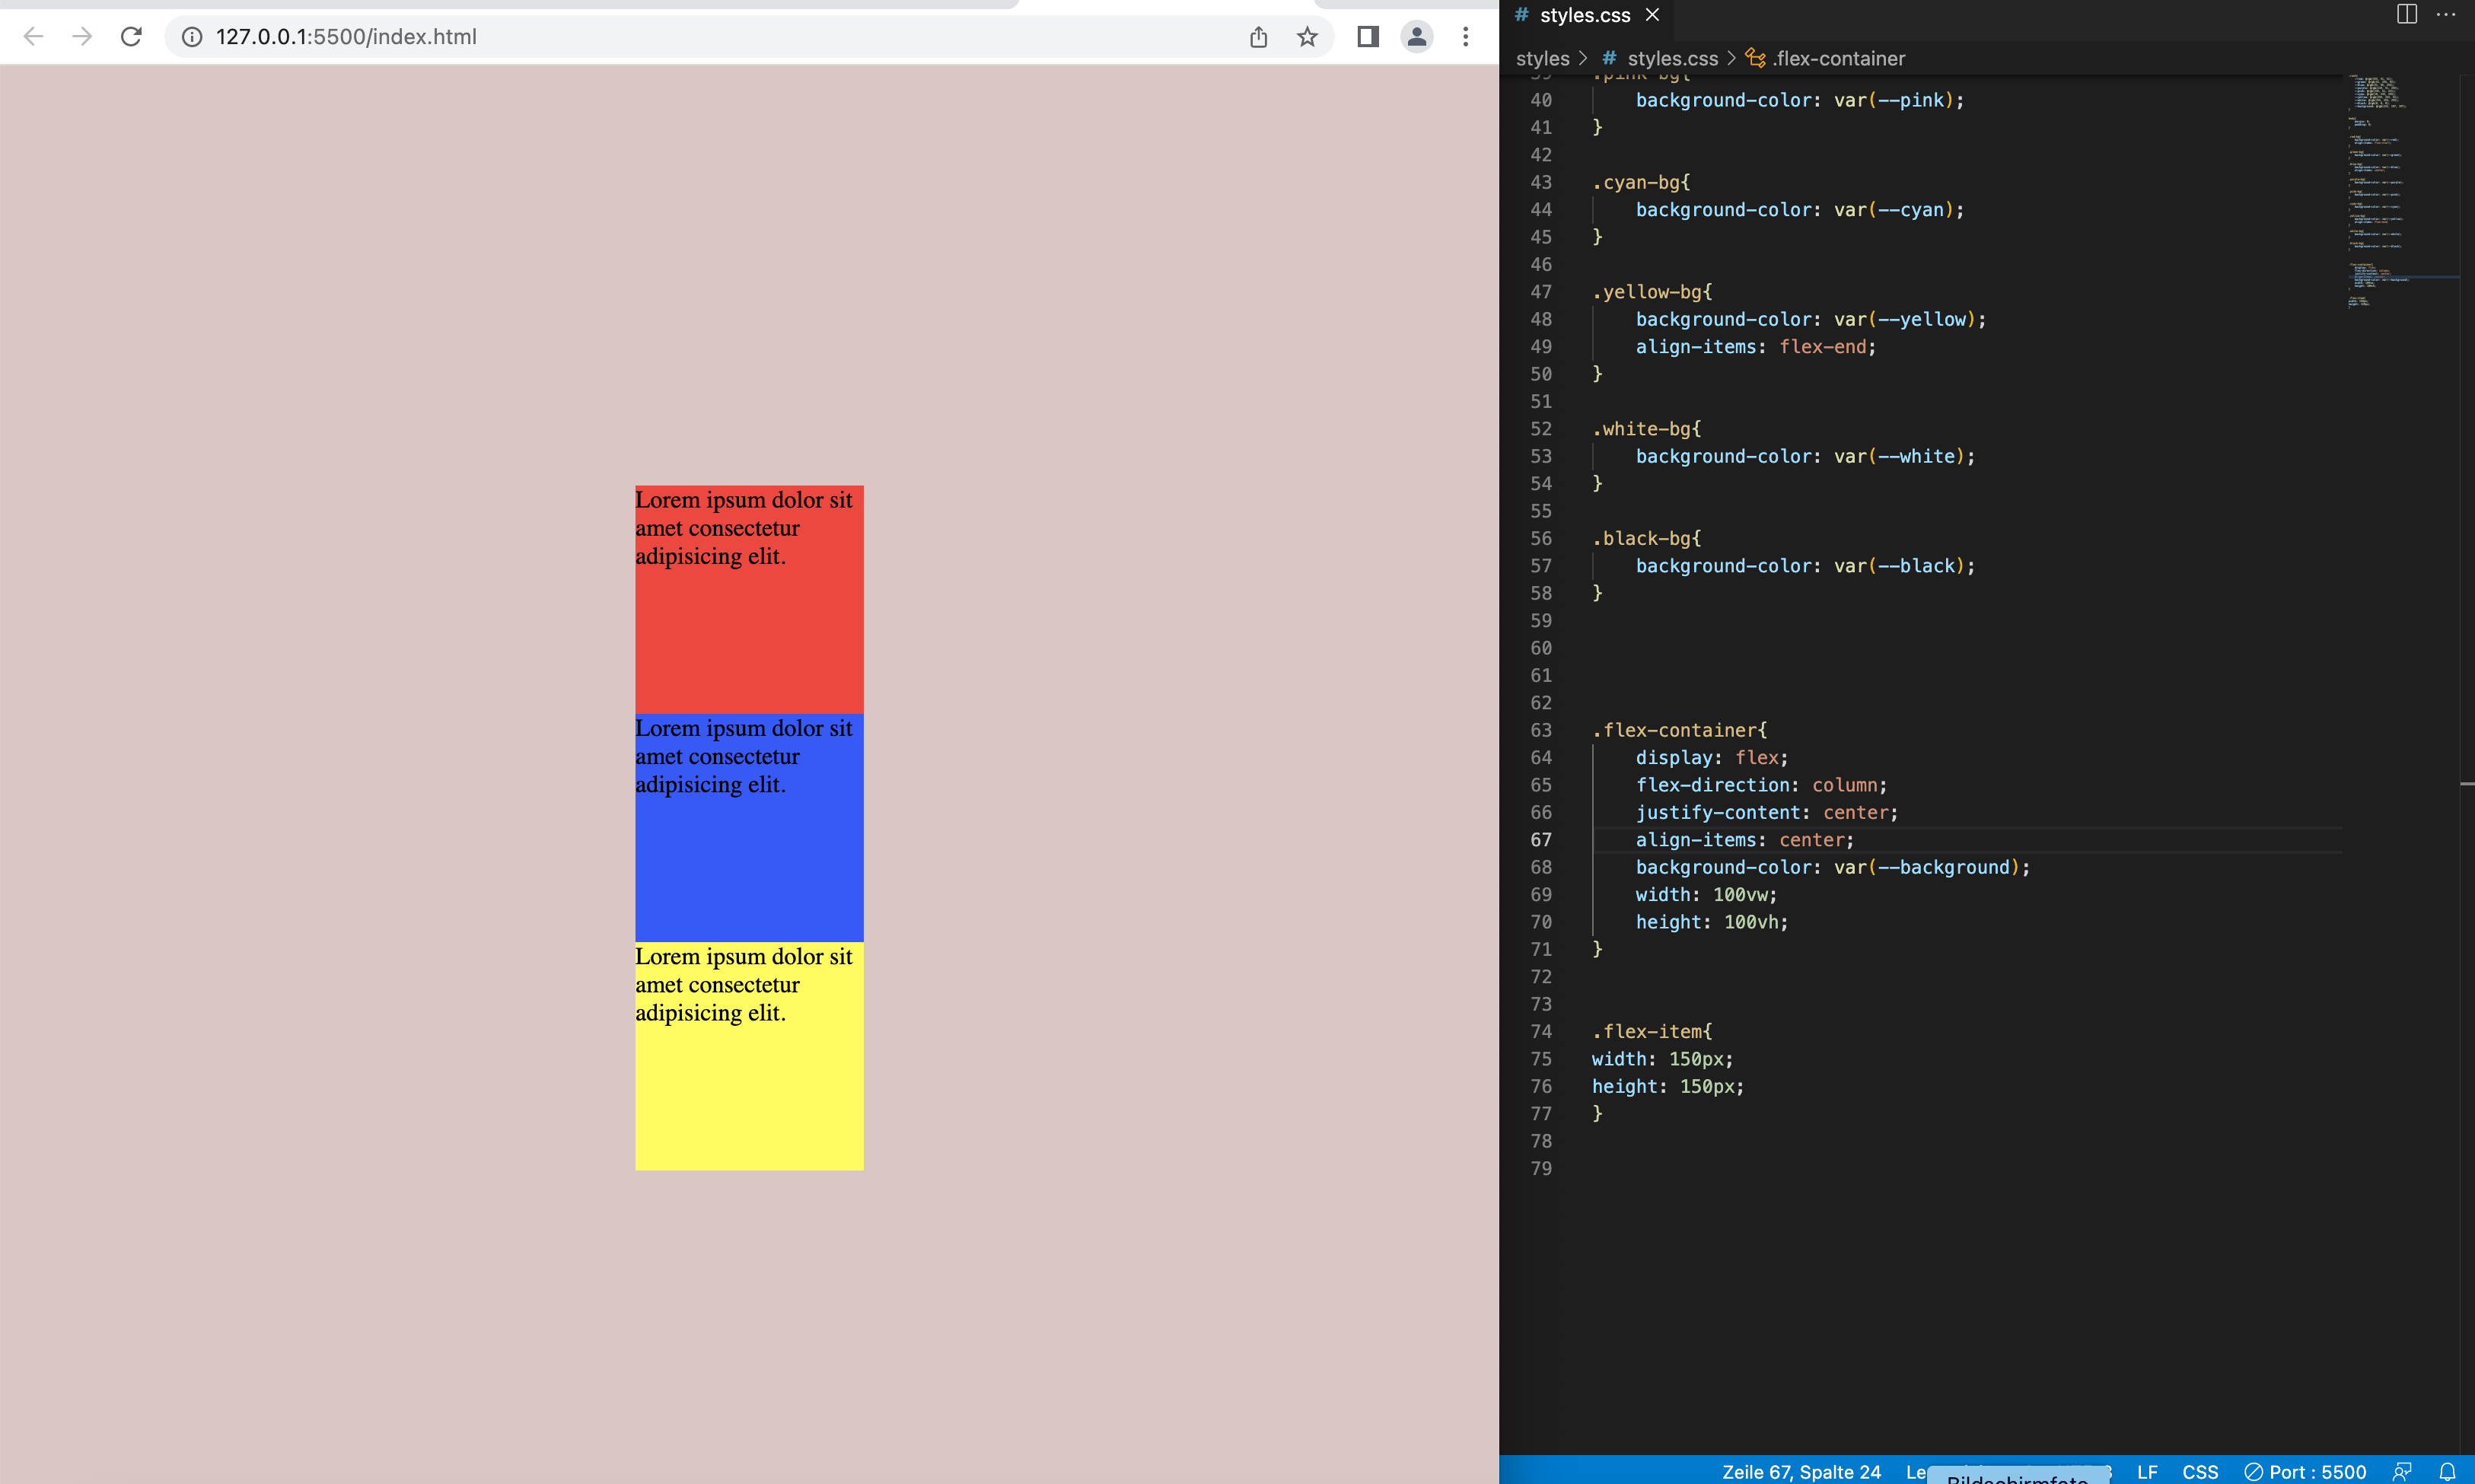 127.0.0.1:5500/index.html
Lorem ipsum dolor sit
amet consectetur
adipisicing elit.
Lorem ipsum dolor sit
amet consectetur
adipisicing elit.
Lorem ipsum dolor sit
amet consectetur
adipisicing elit.
# styles.css
styles > # styles.css > .flex-container
39 .pink-bg{
40 background-color: var(--pink);
41 }
42
43 .cyan-bg{
44 background-color: var(--cyan);
45 }
46
47 .yellow-bg{
48 background-color: var(--yellow);
49 align-items: flex-end;
50 }
51
52 .white-bg{
53 background-color: var(--white);
54 }
55
56 .black-bg{
57 background-color: var(--black);
58 }
59
60
61
62
63 .flex-container{
64 display: flex;
65 flex-direction: column;
66 justify-content: center;
67 align-items: center;
68 background-color: var(--background);
69 width: 100vw;
70 height: 100vh;
71 }
72
73
74 .flex-item{
75 width: 150px;
76 height: 150px;
77 }
78
79
Zeile 67, Spalte 24 LF CSS Port : 5500
Bildschirmfoto